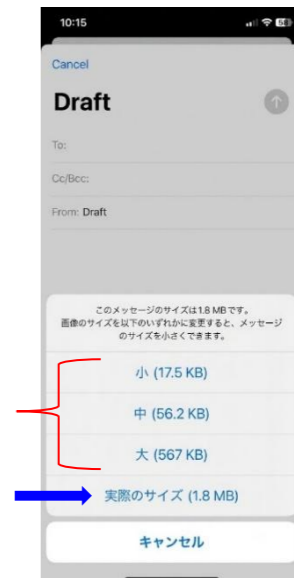 10:15
Cancel
Draft
To:
Cc/Bcc:
From: Draft
このメッセージのサイズは1.8 MBです。
画像のサイズを以下のいずれかに変更すると、メッセージ
のサイズを小さくできます。
小 (17.5 KB)
中 (56.2 KB)
大 (567 KB)
実際のサイズ (1.8 MB)
キャンセル